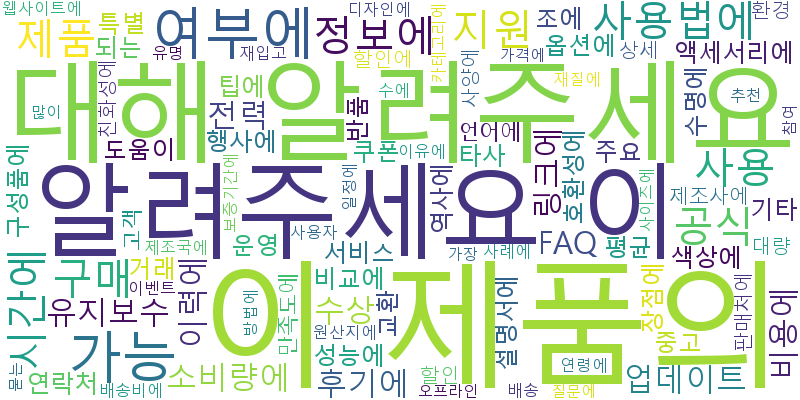 웹사이트에
특별
여부에
디자인에
조에
사용법에
환경
제품
되는
유명
재입고
정보에
할인에
카테고리에
지원
옵션에
상세
액세서리에
대해 알려주세요
많이
친화성에
팁에
전력
반품
수에
사양에
가격에
재질에
수명에
추천
참여
도움이
행사에
쿠폰
이유에
언어에
타사
주요
사용
구성품에
알려주세요
이
역사에
링크에
호환성에
사이즈에
제조사에
기타
고객
제조국에
운영
보증기간에
사용자
일정에
서비스
가장
사례에
FAQ
평균
공식
색상에
대량
시간에
구매
거래
이벤트
이력에
이
방법에
만족도에
비교에
수상
원산지에
교환
제품의
설명서에
장점에
중고
판매처에
비용에
유지보수
가능
성능에
묻는
연락처
배송비에
소비량에
후기에
할인
오프라인
배송
연령에
질문에
업데이트